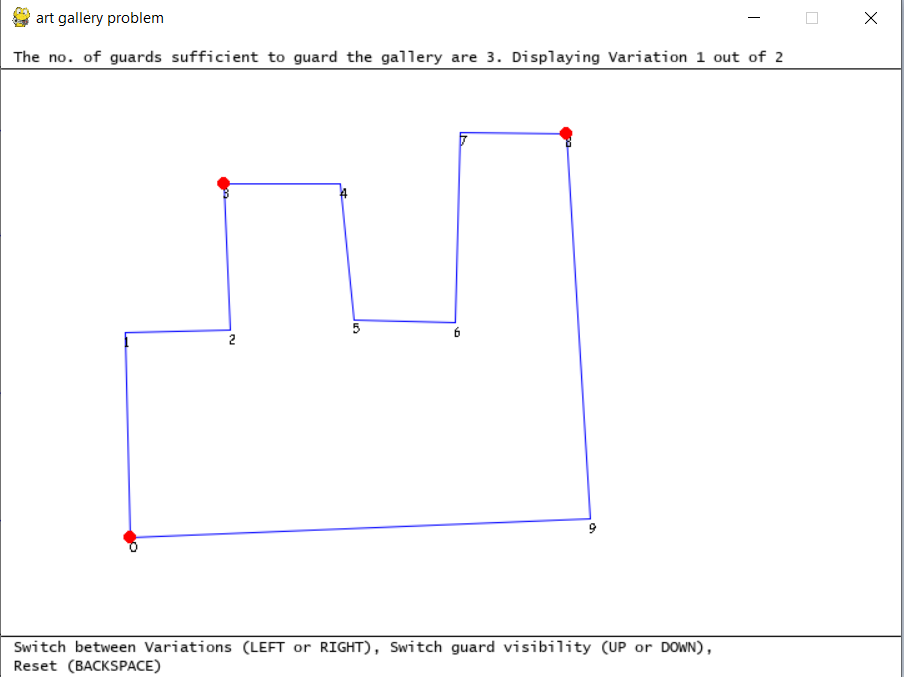 art gallery problem
The no. of guards sufficient to guard the gallery are 3. Displaying Variation 1 out of 2
7
8
3
4
5
6
1
2
9
0
Switch between Variations (LEFT or RIGHT), Switch guard visibility (UP or DOWN),
Reset (BACKSPACE)